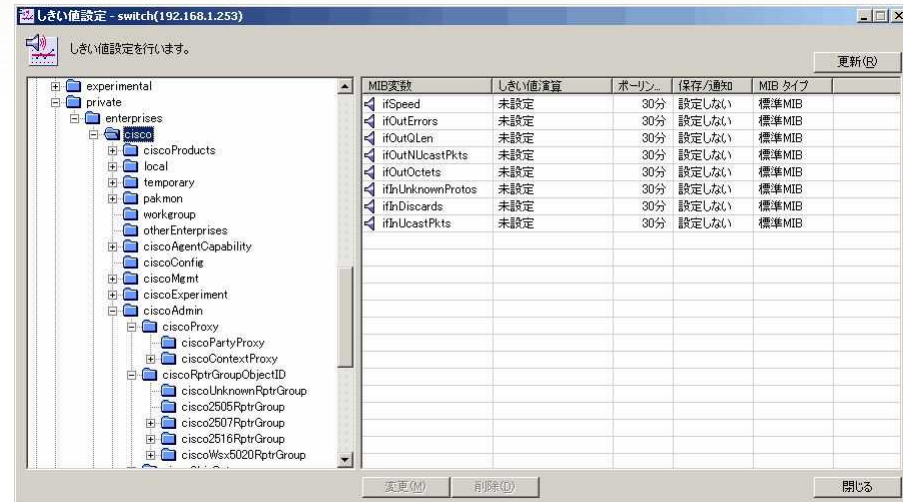 しきい値設定 - switch(192.168.1.253)
しきい値設定を行います。
更新(R)
experimental
private
enterprises
cisco
ciscoProducts
local
temporary
pakmon
workgroup
otherEnterprises
ciscoAgentCapability
ciscoConfig
ciscoMgmt
ciscoExperiment
ciscoAdmin
ciscoProxy
ciscoPartyProxy
ciscoContextProxy
ciscoRptrGroupObjectID
ciscoUnknownRptrGroup
cisco2505RptrGroup
cisco2507RptrGroup
cisco2516RptrGroup
ciscoWsx5020RptrGroup
MIB変数 しきい値演算 ポーリン... 保存/通知 MIB タイプ
ifSpeed 未設定 30分 設定しない 標準MIB
ifOutErrors 未設定 30分 設定しない 標準MIB
ifOutQLen 未設定 30分 設定しない 標準MIB
ifOutNUcastPkts 未設定 30分 設定しない 標準MIB
ifOutOctets 未設定 30分 設定しない 標準MIB
ifInUnknownProtos 未設定 30分 設定しない 標準MIB
ifInDiscards 未設定 30分 設定しない 標準MIB
ifInUcastPkts 未設定 30分 設定しない 標準MIB
変更(M) 削除(D) 閉じる